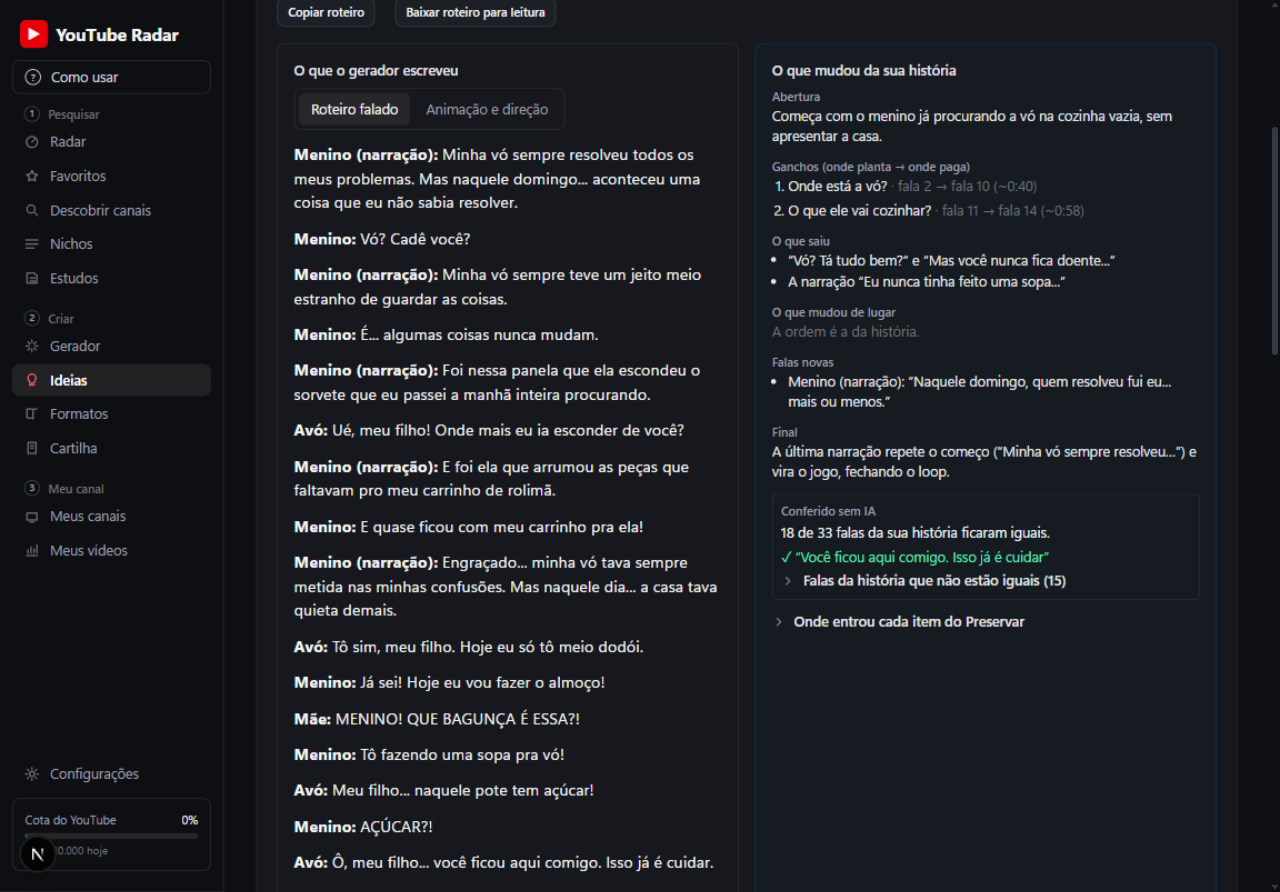 YouTube Radar
Como usar
1 Pesquisar
Radar
Favoritos
Descobrir canais
Nichos
Estudos
2 Criar
Gerador
Ideias
Formatos
Cartilha
3 Meu canal
Meus canais
Meus vídeos
Configurações
Cota do YouTube 0%
0.000 hoje
N
Copiar roteiro
Baixar roteiro para leitura
O que o gerador escreveu
Roteiro falado
Animação e direção
Menino (narração): Minha vó sempre resolveu todos os
meus problemas. Mas naquele domingo... aconteceu uma
coisa que eu não sabia resolver.
Menino: Vó? Cadê você?
Menino (narração): Minha vó sempre teve um jeito meio
estranho de guardar as coisas.
Menino: É... algumas coisas nunca mudam.
Menino (narração): Foi nessa panela que ela escondeu o
sorvete que eu passei a manhã inteira procurando.
Avó: Ué, meu filho! Onde mais eu ia esconder de você?
Menino (narração): E foi ela que arrumou as peças que
faltavam pro meu carrinho de rolimã.
Menino: E quase ficou com meu carrinho pra ela!
Menino (narração): Engraçado... minha vó tava sempre
metida nas minhas confusões. Mas naquele dia... a casa tava
quieta demais.
Avó: Tô sim, meu filho. Hoje eu só tô meio dodói.
Menino: Já sei! Hoje eu vou fazer o almoço!
Mãe: MENINO! QUE BAGUNÇA É ESSA?!
Menino: Tô fazendo uma sopa pra vó!
Avó: Meu filho... naquele pote tem açúcar!
Menino: AÇÚCAR?!
Avó: Ô, meu filho... você ficou aqui comigo. Isso já é cuidar.
O que mudou da sua história
Abertura
Começa com o menino já procurando a vó na cozinha vazia, sem
apresentar a casa.
Ganchos (onde planta → onde paga)
1. Onde está a vó? · fala 2 → fala 10 (~0:40)
2. O que ele vai cozinhar? · fala 11 → fala 14 (~0:58)
O que saiu
• “Vó? Tá tudo bem?” e “Mas você nunca fica doente...”
• A narração “Eu nunca tinha feito uma sopa...”
O que mudou de lugar
A ordem é a da história.
Falas novas
• Menino (narração): “Naquele domingo, quem resolveu fui eu...
mais ou menos.”
Final
A última narração repete o começo (“Minha vó sempre resolveu...”) e
vira o jogo, fechando o loop.
Conferido sem IA
18 de 33 falas da sua história ficaram iguais.
✓ “Você ficou aqui comigo. Isso já é cuidar”
Falas da história que não estão iguais (15)
Onde entrou cada item do Preservar